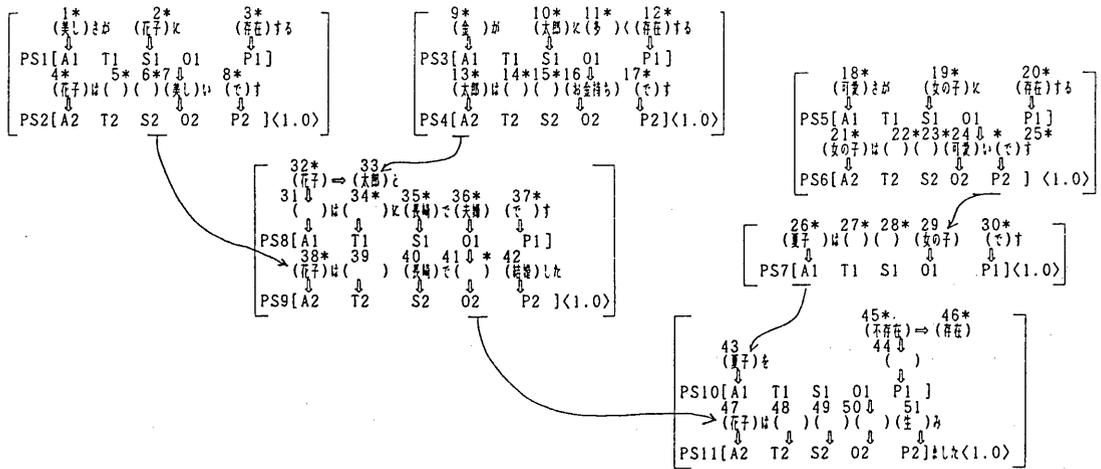 1* 2* 3*
(美し)さが (花子)に (存在)する
PS1[A1 T1 S1 O1 P1]
4* 5* 6*7 8*
(花子)は( )( )(美し)い (で)す
PS2[A2 T2 S2 O2 P2]<1.0>
9* 10* 11* 12*
(金)が (太郎)に(多)く(存在)する
PS3[A1 T1 S1 O1 P1]
13* 14*15*16 17*
(太郎)は( )( )(お金持ち) (で)す
PS4[A2 T2 S2 O2 P2]<1.0>
18* 19* 20*
(可愛)さが (女の子)に (存在)する
PS5[A1 T1 S1 O1 P1]
21* 22*23*24 * 25*
(女の子)は( )( )(可愛)い(で)す
PS6[A2 T2 S2 O2 P2 ]<1.0>
26* 27* 28* 29 30*
(夏子)は( )( ) (女の子) (で)す
PS7[A1 T1 S1 O1 P1]<1.0>
32* 33
(花子)⇒(太郎)と
31 34* 35* 36* 37*
( )は( )に(長崎)で(夫婦) (で)す
PS8[A1 T1 S1 O1 P1]
38* 39 40 41 * 42
(花子)は( ) (長崎)で( ) (結婚)した
PS9[A2 T2 S2 O2 P2 ]<1.0>
45* 46*
(不存在)⇒(存在)
43 44
(夏子)を ( )
PS10[A1 T1 S1 O1 P1 ]
47 48 49 50 51
(花子)は( )( )( )(生)み
PS11[A2 T2 S2 O2 P2]ました<1.0>